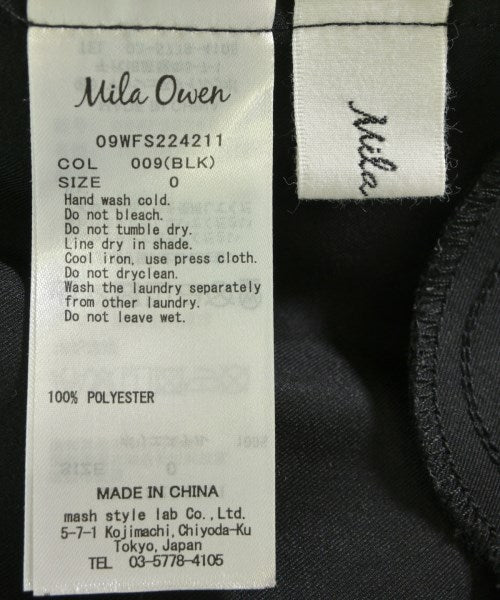 Mila Owen
09WFS224211
COL 009(BLK)
SIZE 0
Hand wash cold.
Do not bleach.
Do not tumble dry.
Line dry in shade.
Cool iron, use press cloth.
Do not dryclean.
Wash the laundry separately
from other laundry.
Do not leave wet.
100% POLYESTER
MADE IN CHINA
mash style lab Co.,Ltd.
5-7-1 Kojimachi,Chiyoda-Ku
Tokyo,Japan
TEL 03-5778-4105
Mila